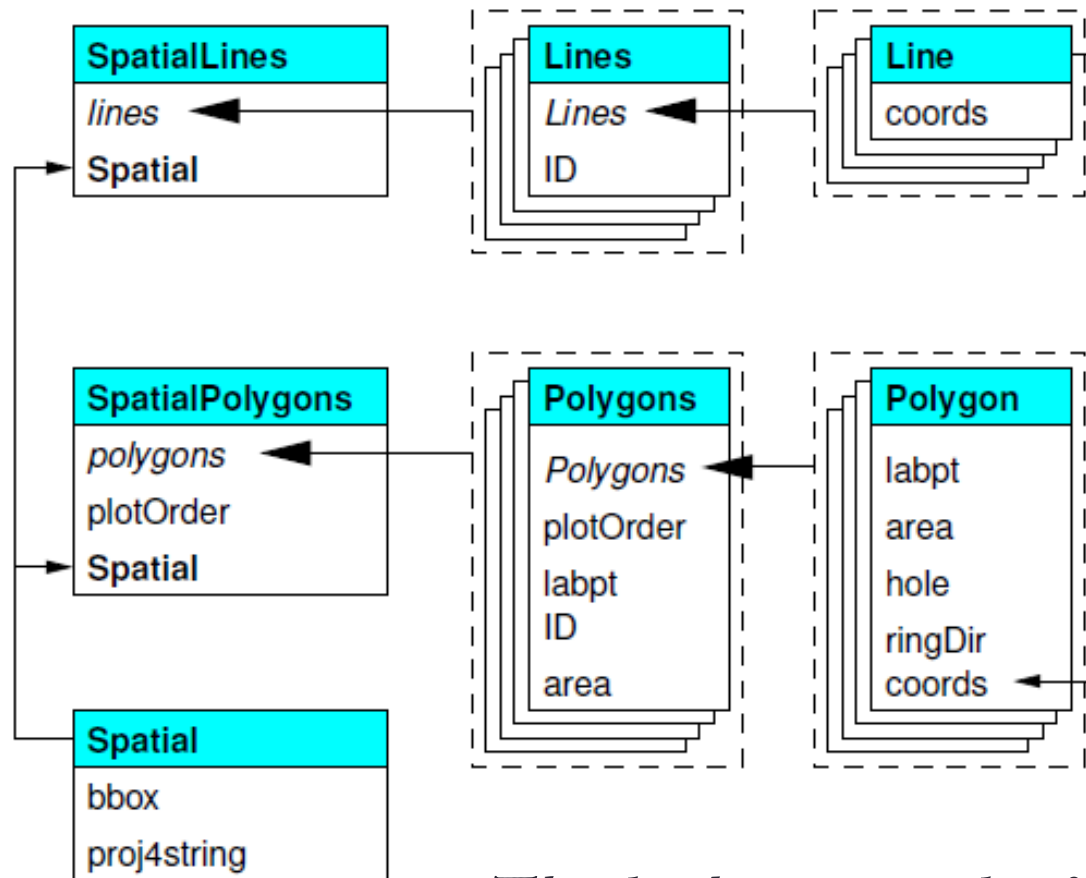 SpatialLines
lines
Spatial
Lines
Lines
ID
Line
coords
SpatialPolygons
polygons
plotOrder
Spatial
Polygons
Polygons
plotOrder
labpt
ID
area
Polygon
labpt
area
hole
ringDir
coords
Spatial
bbox
proj4string